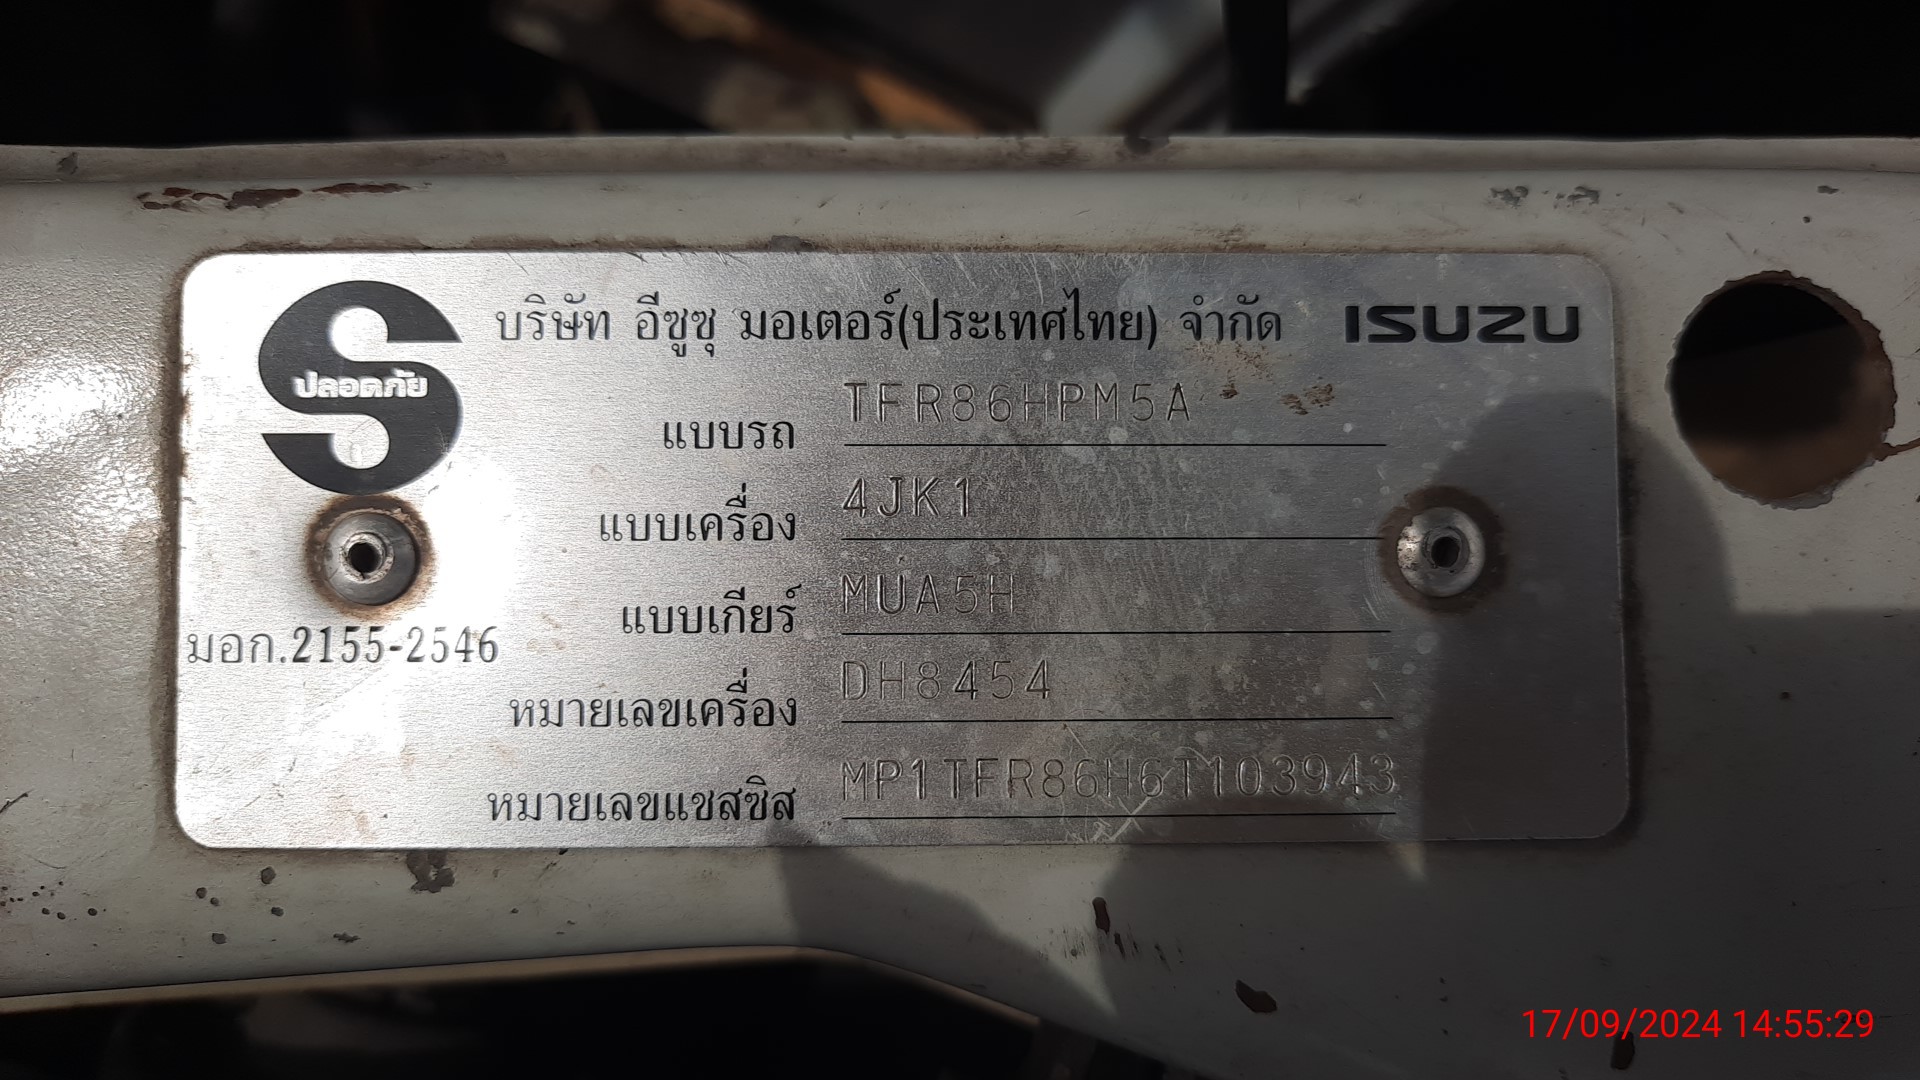 บริษัท อีซูซุ มอเตอร์(ประเทศไทย) จำกัด ISUZU
ปลอดภัย
แบบรถ TFR86HPM5A
แบบเครื่อง 4JK1
แบบเกียร์ MUA5H
มอก.2155-2546
หมายเลขเครื่อง DH8454
หมายเลขแชสซิส MP1TFR86H6T103943
17/09/2024 14:55:29